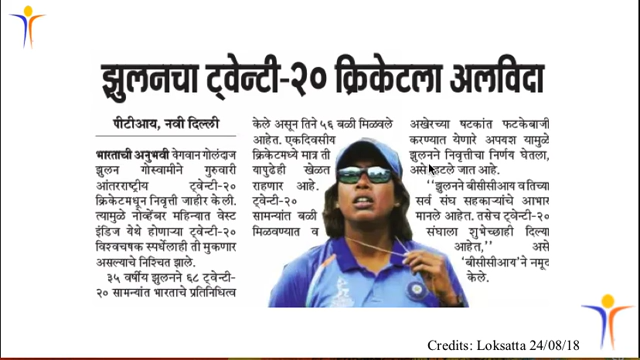 झुलनचा ट्वेन्टी-२० क्रिकेटला अलविदा
पीटीआय, नवी दिल्ली
भारताची अनुभवी वेगवान गोलंदाज
झुलन गोस्वामीने गुरुवारी
आंतरराष्ट्रीय ट्वेन्टी-२०
क्रिकेटमधून निवृत्ती जाहीर केली.
त्यामुळे नोव्हेंबर महिन्यात वेस्ट
इंडिज येथे होणाऱ्या ट्वेन्टी-२०
विश्वचषक स्पर्धेलाही ती मुकणार
असल्याचे निश्चित झाले.
३५ वर्षीय झुलनने ६८ ट्वेन्टी-
२० सामन्यांत भारताचे प्रतिनिधित्व
केले असून तिने ५६ बळी मिळवले
आहेत. एकदिवसीय
क्रिकेटमध्ये मात्र ती
यापुढेही खेळत
राहणार आहे.
ट्वेन्टी-२०
सामन्यांत बळी
मिळवण्यात व
अखेरच्या षटकांत फटकेबाजी
करण्यात येणारे अपयश यामुळे
झुलनने निवृत्तीचा निर्णय घेतला,
असे म्हटले जात आहे.
‘‘झुलनने बीसीसीआय व तिच्या
सर्व संघ सहकाऱ्यांचे आभार
मानले आहेत. तसेच ट्वेन्टी-२०
संघाला शुभेच्छाही दिल्या
आहेत,’’ असे
‘बीसीसीआय’ने नमूद
केले.
Credits: Loksatta 24/08/18